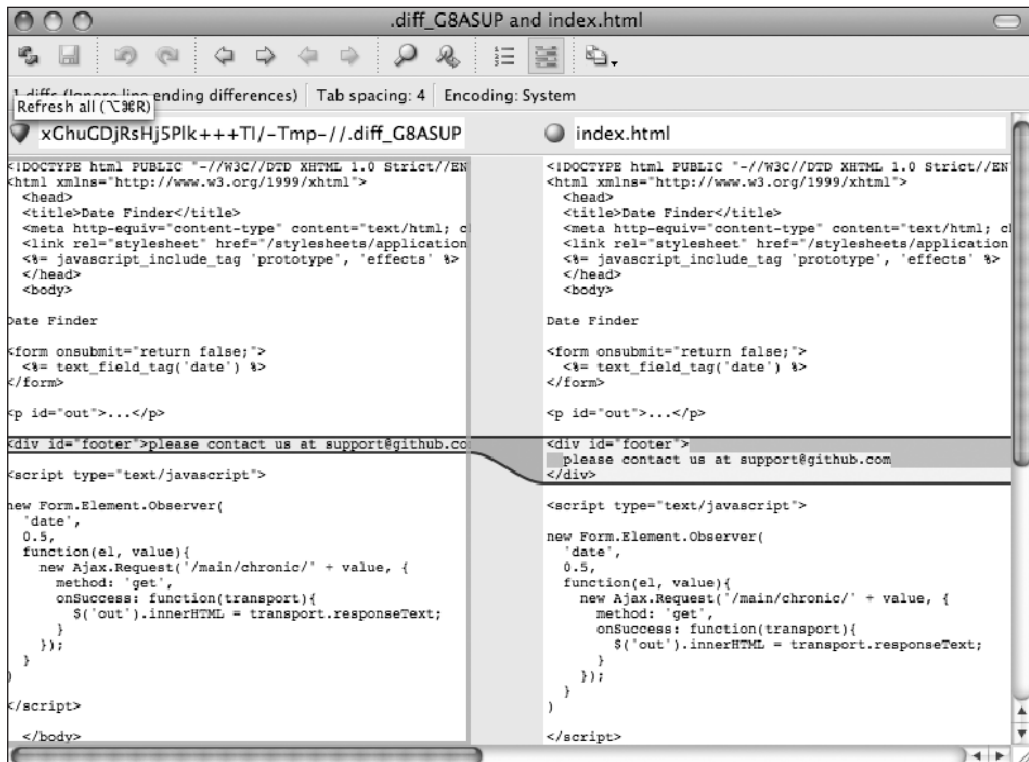 .diff_G8ASUP and index.html
1 diffs (Ignore line ending differences) Tab spacing: 4 Encoding: System
Refresh all (⌥⌘R)
xGhuGDjRsHj5Plk+++TI/-Tmp-//.diff_G8ASUP
<!DOCTYPE html PUBLIC "-//W3C//DTD XHTML 1.0 Strict//EN
<html xmlns="http://www.w3.org/1999/xhtml">
<head>
<title>Date Finder</title>
<meta http-equiv="content-type" content="text/html; c
<link rel="stylesheet" href="/stylesheets/application
<%= javascript_include_tag 'prototype', 'effects' %>
</head>
<body>
Date Finder
<form onsubmit="return false;">
<%= text_field_tag('date') %>
</form>
<p id="out">...</p>
<div id="footer">please contact us at support@github.co
<script type="text/javascript">
new Form.Element.Observer(
'date',
0.5,
function(el, value){
new Ajax.Request('/main/chronic/' + value, {
method: 'get',
onSuccess: function(transport){
$('out').innerHTML = transport.responseText;
}
});
}
)
</script>
</body>
index.html
<!DOCTYPE html PUBLIC "-//W3C//DTD XHTML 1.0 Strict//EN
<html xmlns="http://www.w3.org/1999/xhtml">
<head>
<title>Date Finder</title>
<meta http-equiv="content-type" content="text/html; c
<link rel="stylesheet" href="/stylesheets/application
<%= javascript_include_tag 'prototype', 'effects' %>
</head>
<body>
Date Finder
<form onsubmit="return false;">
<%= text_field_tag('date') %>
</form>
<p id="out">...</p>
<div id="footer">
please contact us at support@github.com
</div>
<script type="text/javascript">
new Form.Element.Observer(
'date',
0.5,
function(el, value){
new Ajax.Request('/main/chronic/' + value, {
method: 'get',
onSuccess: function(transport){
$('out').innerHTML = transport.responseText;
}
});
}
)
</script>